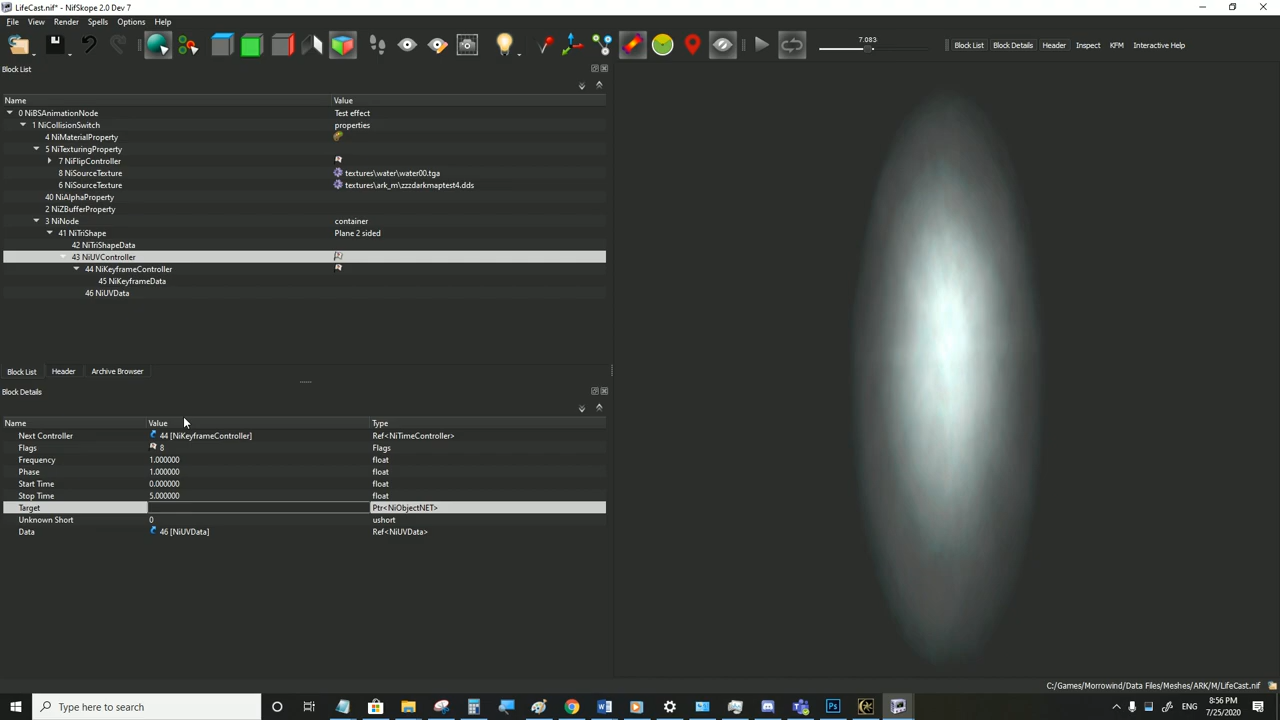 LifeCast.nif* - NifSkope 2.0 Dev 7
File View Render Spells Options Help
7.083
Block List Block Details Header Inspect KFM Interactive Help
Block List
Name Value
0 NiBSAnimationNode Test effect
1 NiCollisionSwitch properties
4 NiMaterialProperty
5 NiTexturingProperty
7 NiFlipController
8 NiSourceTexture textures\water\water00.tga
6 NiSourceTexture textures\ark_m\zzzdarkmaptest4.dds
40 NiAlphaProperty
2 NiZBufferProperty
3 NiNode container
41 NiTriShape Plane 2 sided
42 NiTriShapeData
43 NiUVController
44 NiKeyframeController
45 NiKeyframeData
46 NiUVData
Block List Header Archive Browser
Block Details
Name Value Type
Next Controller 44 [NiKeyframeController] Ref<NiTimeController>
Flags 8 Flags
Frequency 1.000000 float
Phase 1.000000 float
Start Time 0.000000 float
Stop Time 5.000000 float
Target Ptr<NiObjectNET>
Unknown Short 0 ushort
Data 46 [NiUVData] Ref<NiUVData>
C:/Games/Morrowind/Data Files/Meshes/ARK/M/LifeCast.nif
Type here to search
ENG
8:56 PM
7/25/2020